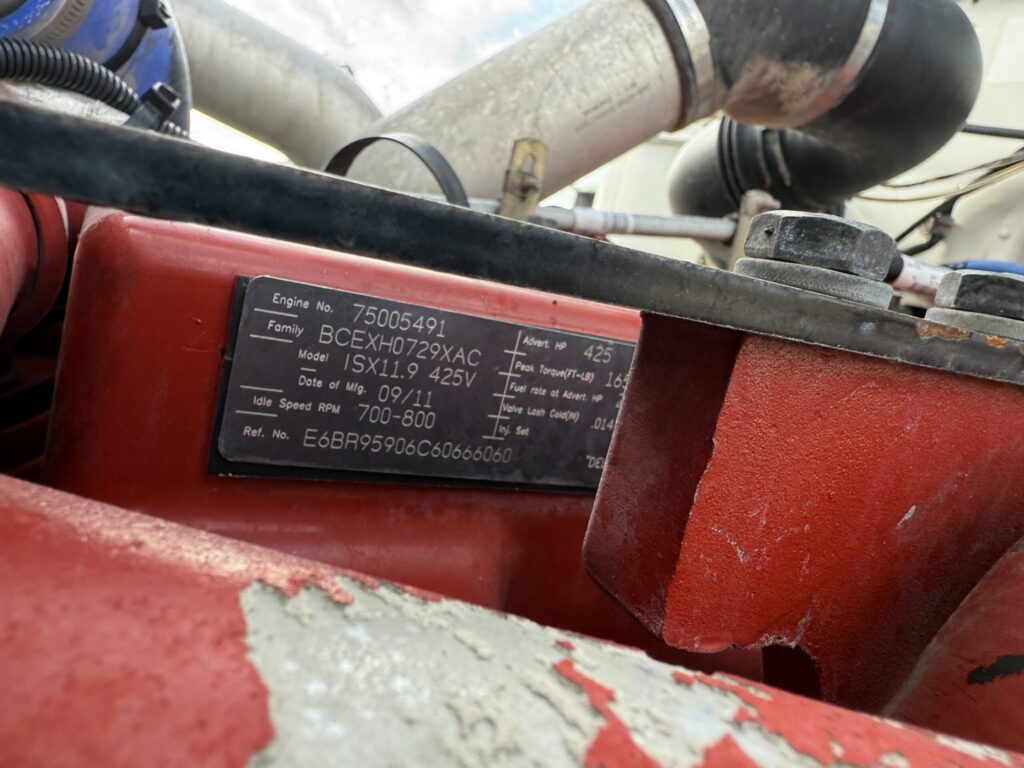 Engine No. 75005491
Family BCEXH0729XAC
Model ISX11.9 425V
Date of Mfg. 09/11
Idle Speed RPM 700-800
Ref. No. E6BR95906C60666060
Advert. HP 425
Peak Torque(FT-LB)
Fuel rate at Advert. HP
Valve Lash Cold(IN) .014
Inj. Set